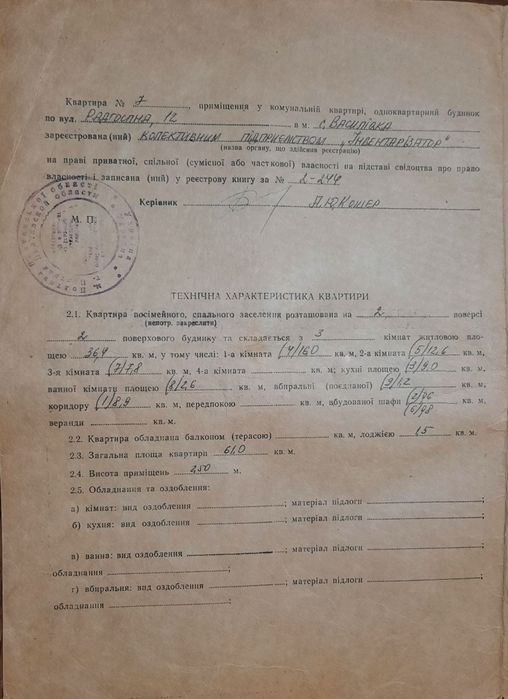 Квартира № 7, приміщення у комунальній квартирі, одноквартирний будинок
по вул. Радгоспна, 12 в м. с. Василівка
зареєстрована (ний) колективним підприємством „Інвентаризатор"
(назва органу, що здійснив реєстрацію)
на праві приватної, спільної (сумісної або часткової) власності на підставі свідоцтва про право
власності і записана (ний) у реєстрову книгу за № 2-244
Керівник
М. П.
ТЕХНІЧНА ХАРАКТЕРИСТИКА КВАРТИРИ
2.1. Квартира посімейного, спального заселення розташована на 2 поверсі
(непотр. закреслити)
2 поверхового будинку та складається з 3 кімнат житловою пло-
щею 36,4 кв. м, у тому числі: 1-а кімната (4/16,0 кв. м, 2-а кімната (5/12,6 кв. м,
3-я кімната (7/7,8 кв. м, 4-а кімната кв. м; кухні площею (3/9,0 кв. м,
ванної кімнати площею (8/2,6 кв. м, вбиральні (поєднаної) (9/1,2 кв. м,
коридору (1/8,9 кв. м, передпокою кв. м, вбудованої шафи (2/0,6 кв. м,
(6/0,8
веранди кв. м.
2.2. Квартира обладнана балконом (терасою) кв. м, лоджією 1,5 кв. м.
2.3. Загальна площа квартири 61,0 кв. м.
2.4. Висота приміщень 2,50 м.
2.5. Обладнання та оздоблення:
а) кімнат: вид оздоблення ; матеріал підлоги ;
б) кухня: вид оздоблення ; матеріал підлоги ;
в) ванна: вид оздоблення ; матеріал підлоги ;
обладнання ;
г) вбиральня: вид оздоблення ; матеріал підлоги ;
обладнання ;